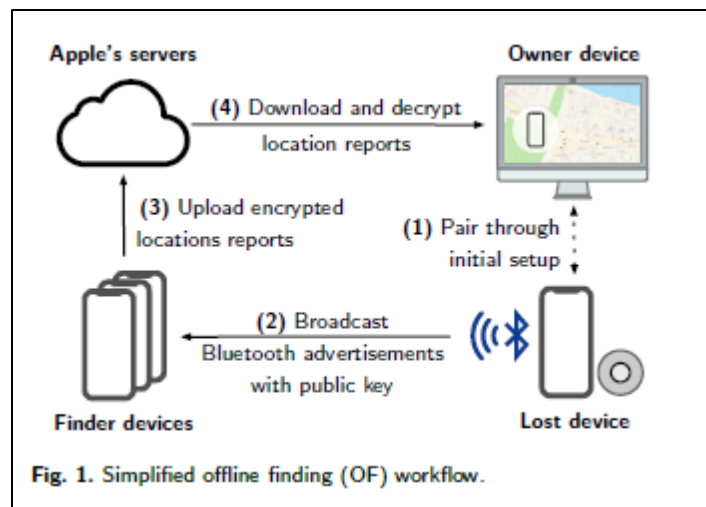 Apple's servers
Owner device
(4) Download and decrypt
location reports
(3) Upload encrypted
locations reports
(1) Pair through
initial setup
(2) Broadcast
Bluetooth advertisements
with public key
Finder devices
Lost device
Fig. 1. Simplified offline finding (OF) workflow.